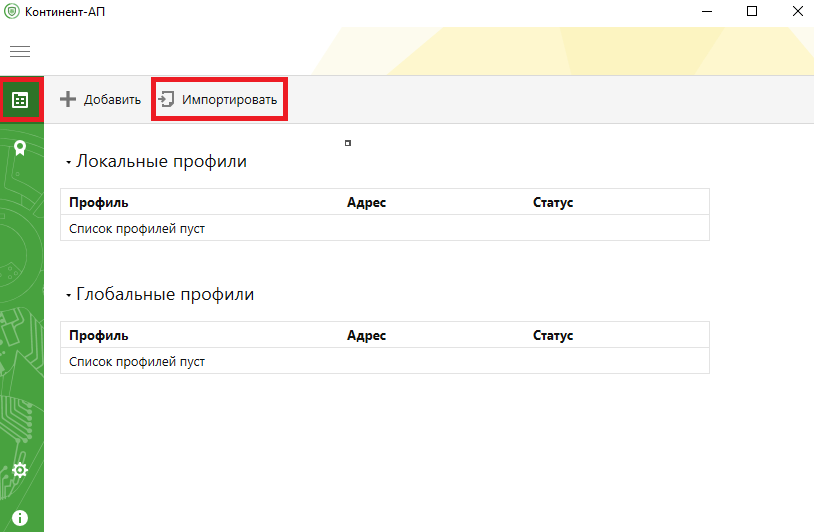 Континент-АП
Добавить Импортировать
Локальные профили
Профиль Адрес Статус
Список профилей пуст
Глобальные профили
Профиль Адрес Статус
Список профилей пуст